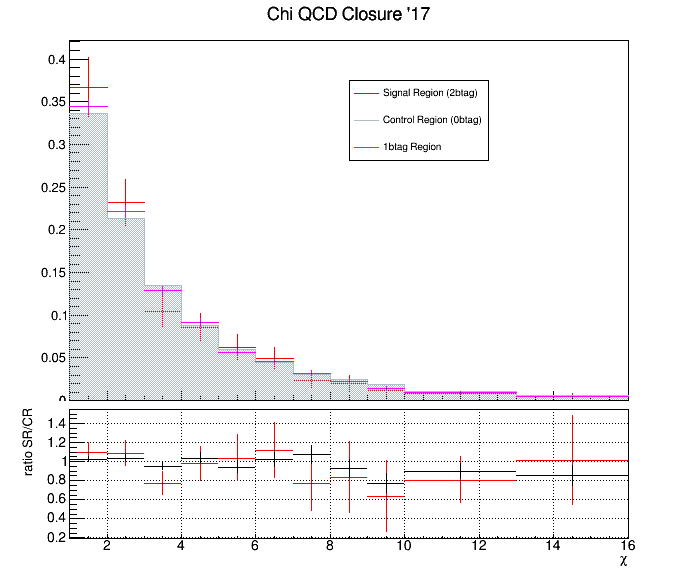 Chi QCD Closure '17
0.4
0.35
0.3
0.25
0.2
0.15
0.1
0.05
0
Signal Region (2btag)
Control Region (0btag)
1btag Region
ratio SR/CR
1.4
1.2
1
0.8
0.6
0.4
0.2
2 4 6 8 10 12 14 16
χ